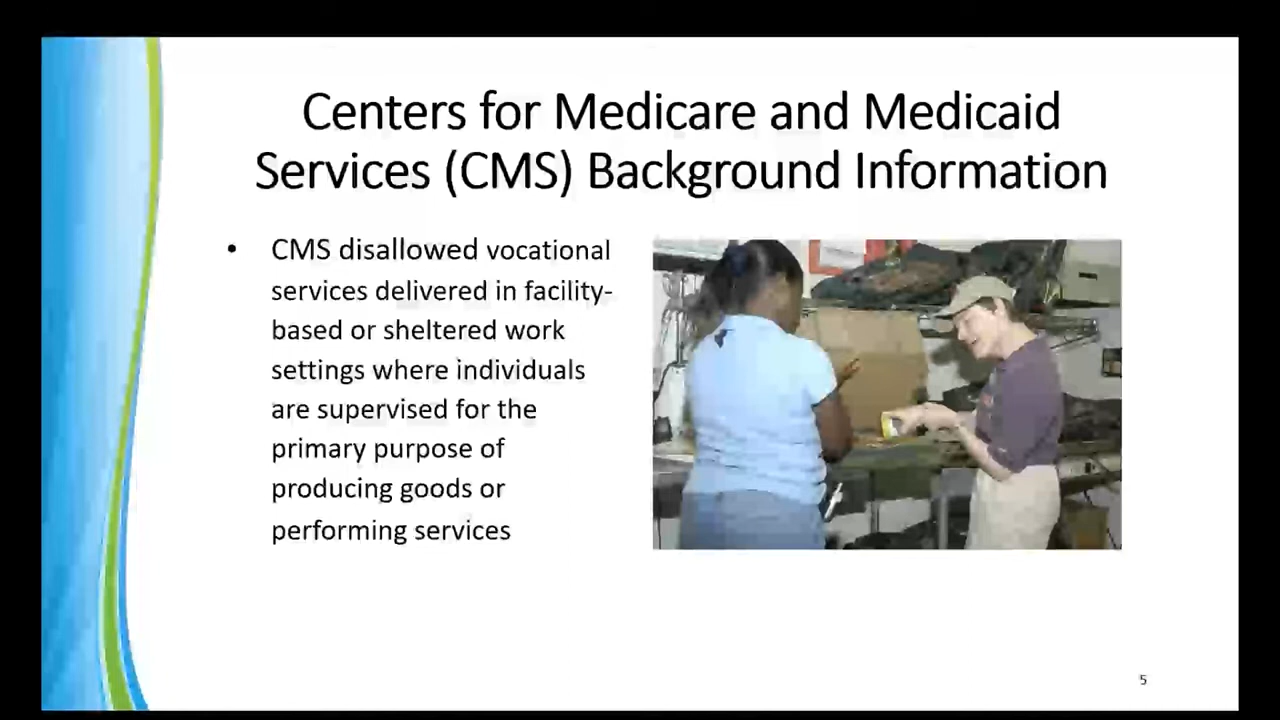 Centers for Medicare and Medicaid
Services (CMS) Background Information
• CMS disallowed vocational
services delivered in facility-
based or sheltered work
settings where individuals
are supervised for the
primary purpose of
producing goods or
performing services
5